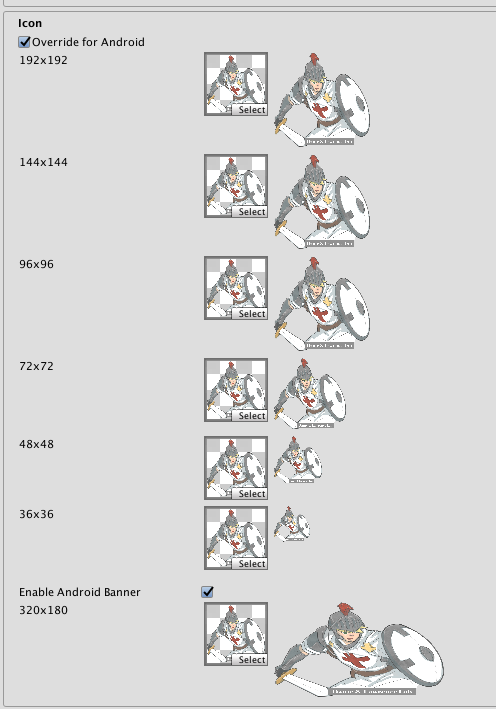 Icon
Override for Android
192x192
Select
144x144
Select
96x96
Select
72x72
Select
48x48
Select
36x36
Select
Enable Android Banner
320x180
Select